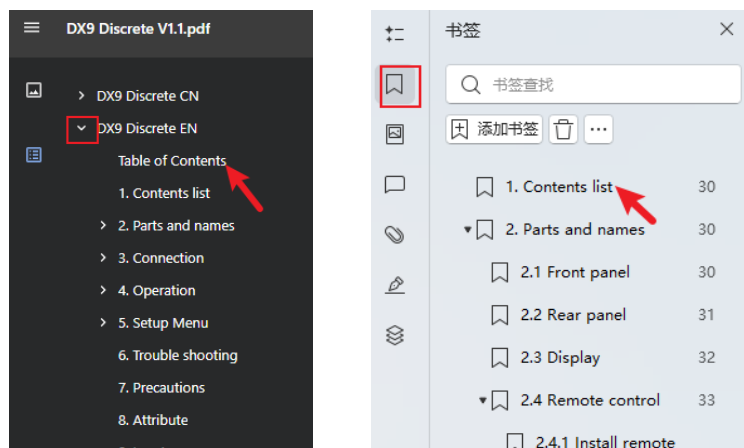 DX9 Discrete V1.1.pdf
DX9 Discrete CN
DX9 Discrete EN
Table of Contents
1. Contents list
2. Parts and names
3. Connection
4. Operation
5. Setup Menu
6. Trouble shooting
7. Precautions
8. Attribute
书签
书签查找
添加书签
1. Contents list 30
2. Parts and names 30
2.1 Front panel 30
2.2 Rear panel 31
2.3 Display 32
2.4 Remote control 33
2.4.1 Install remote